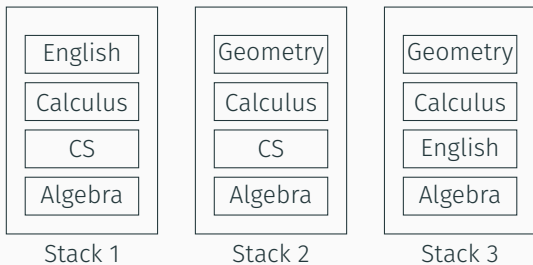 English Geometry Geometry
Calculus Calculus Calculus
CS CS English
Algebra Algebra Algebra
Stack 1 Stack 2 Stack 3